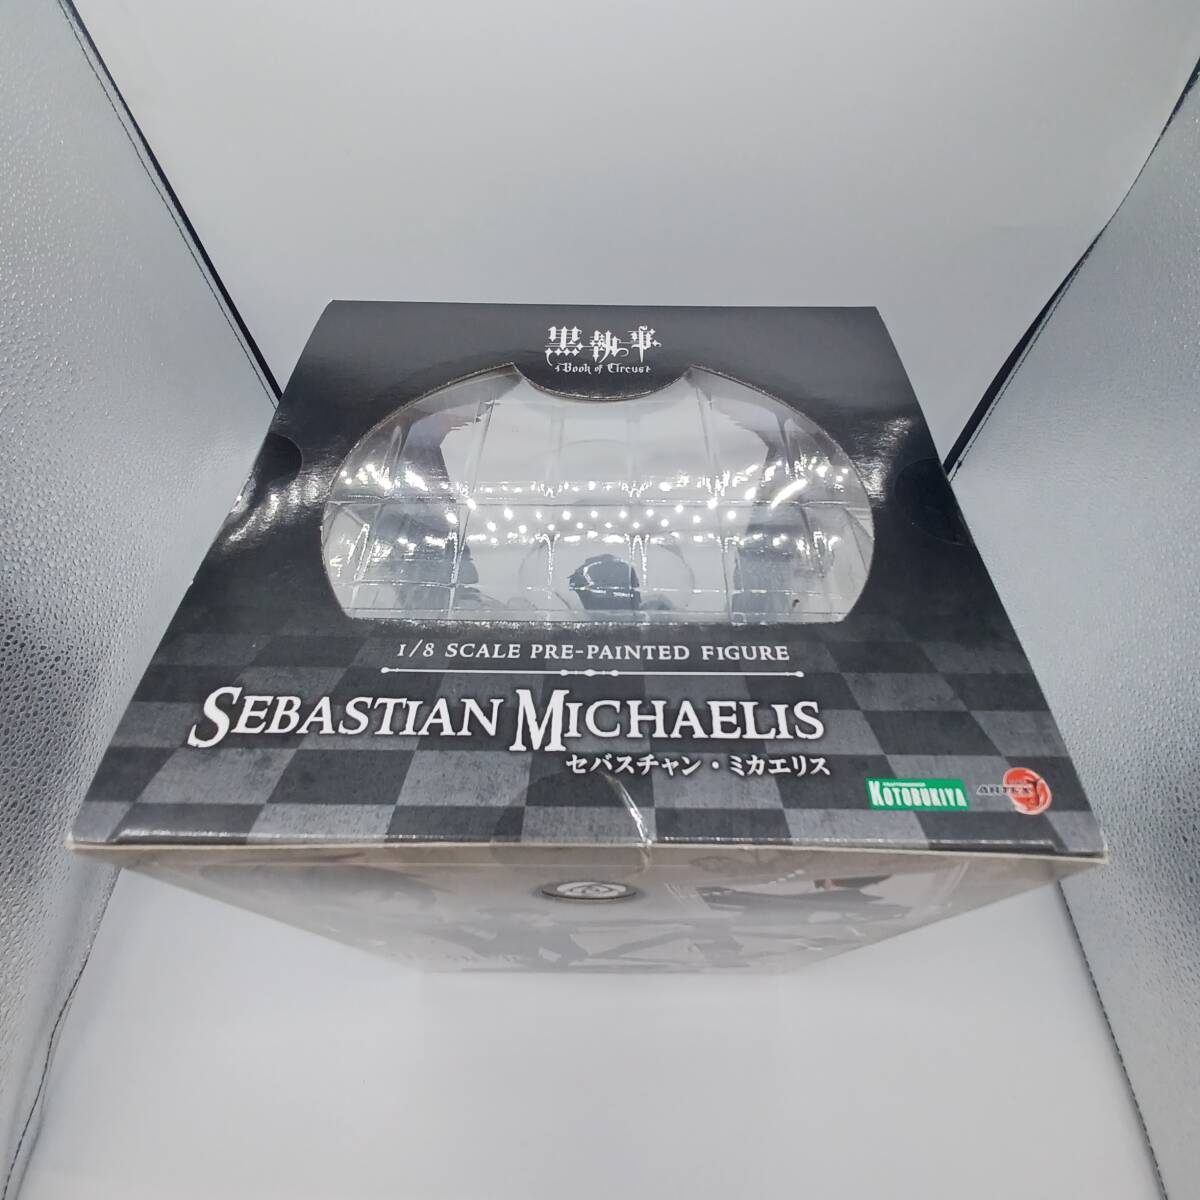 黒執事
Book of Circus
1/8 SCALE PRE-PAINTED FIGURE
SEBASTIAN MICHAELIS
セバスチャン・ミカエリス
KOTOBUKIYA
ARTFX J